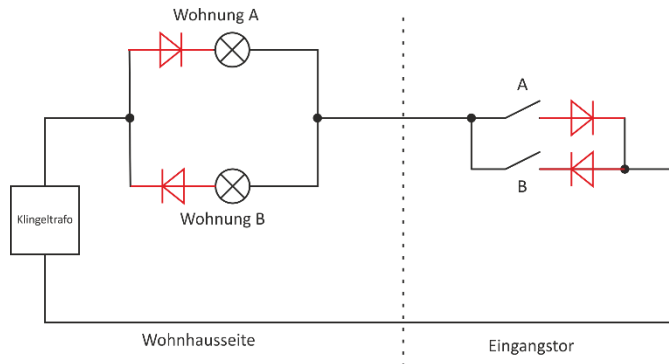 Wohnung A
A
B
Klingeltrafo
Wohnung B
Wohnhausseite
Eingangstor